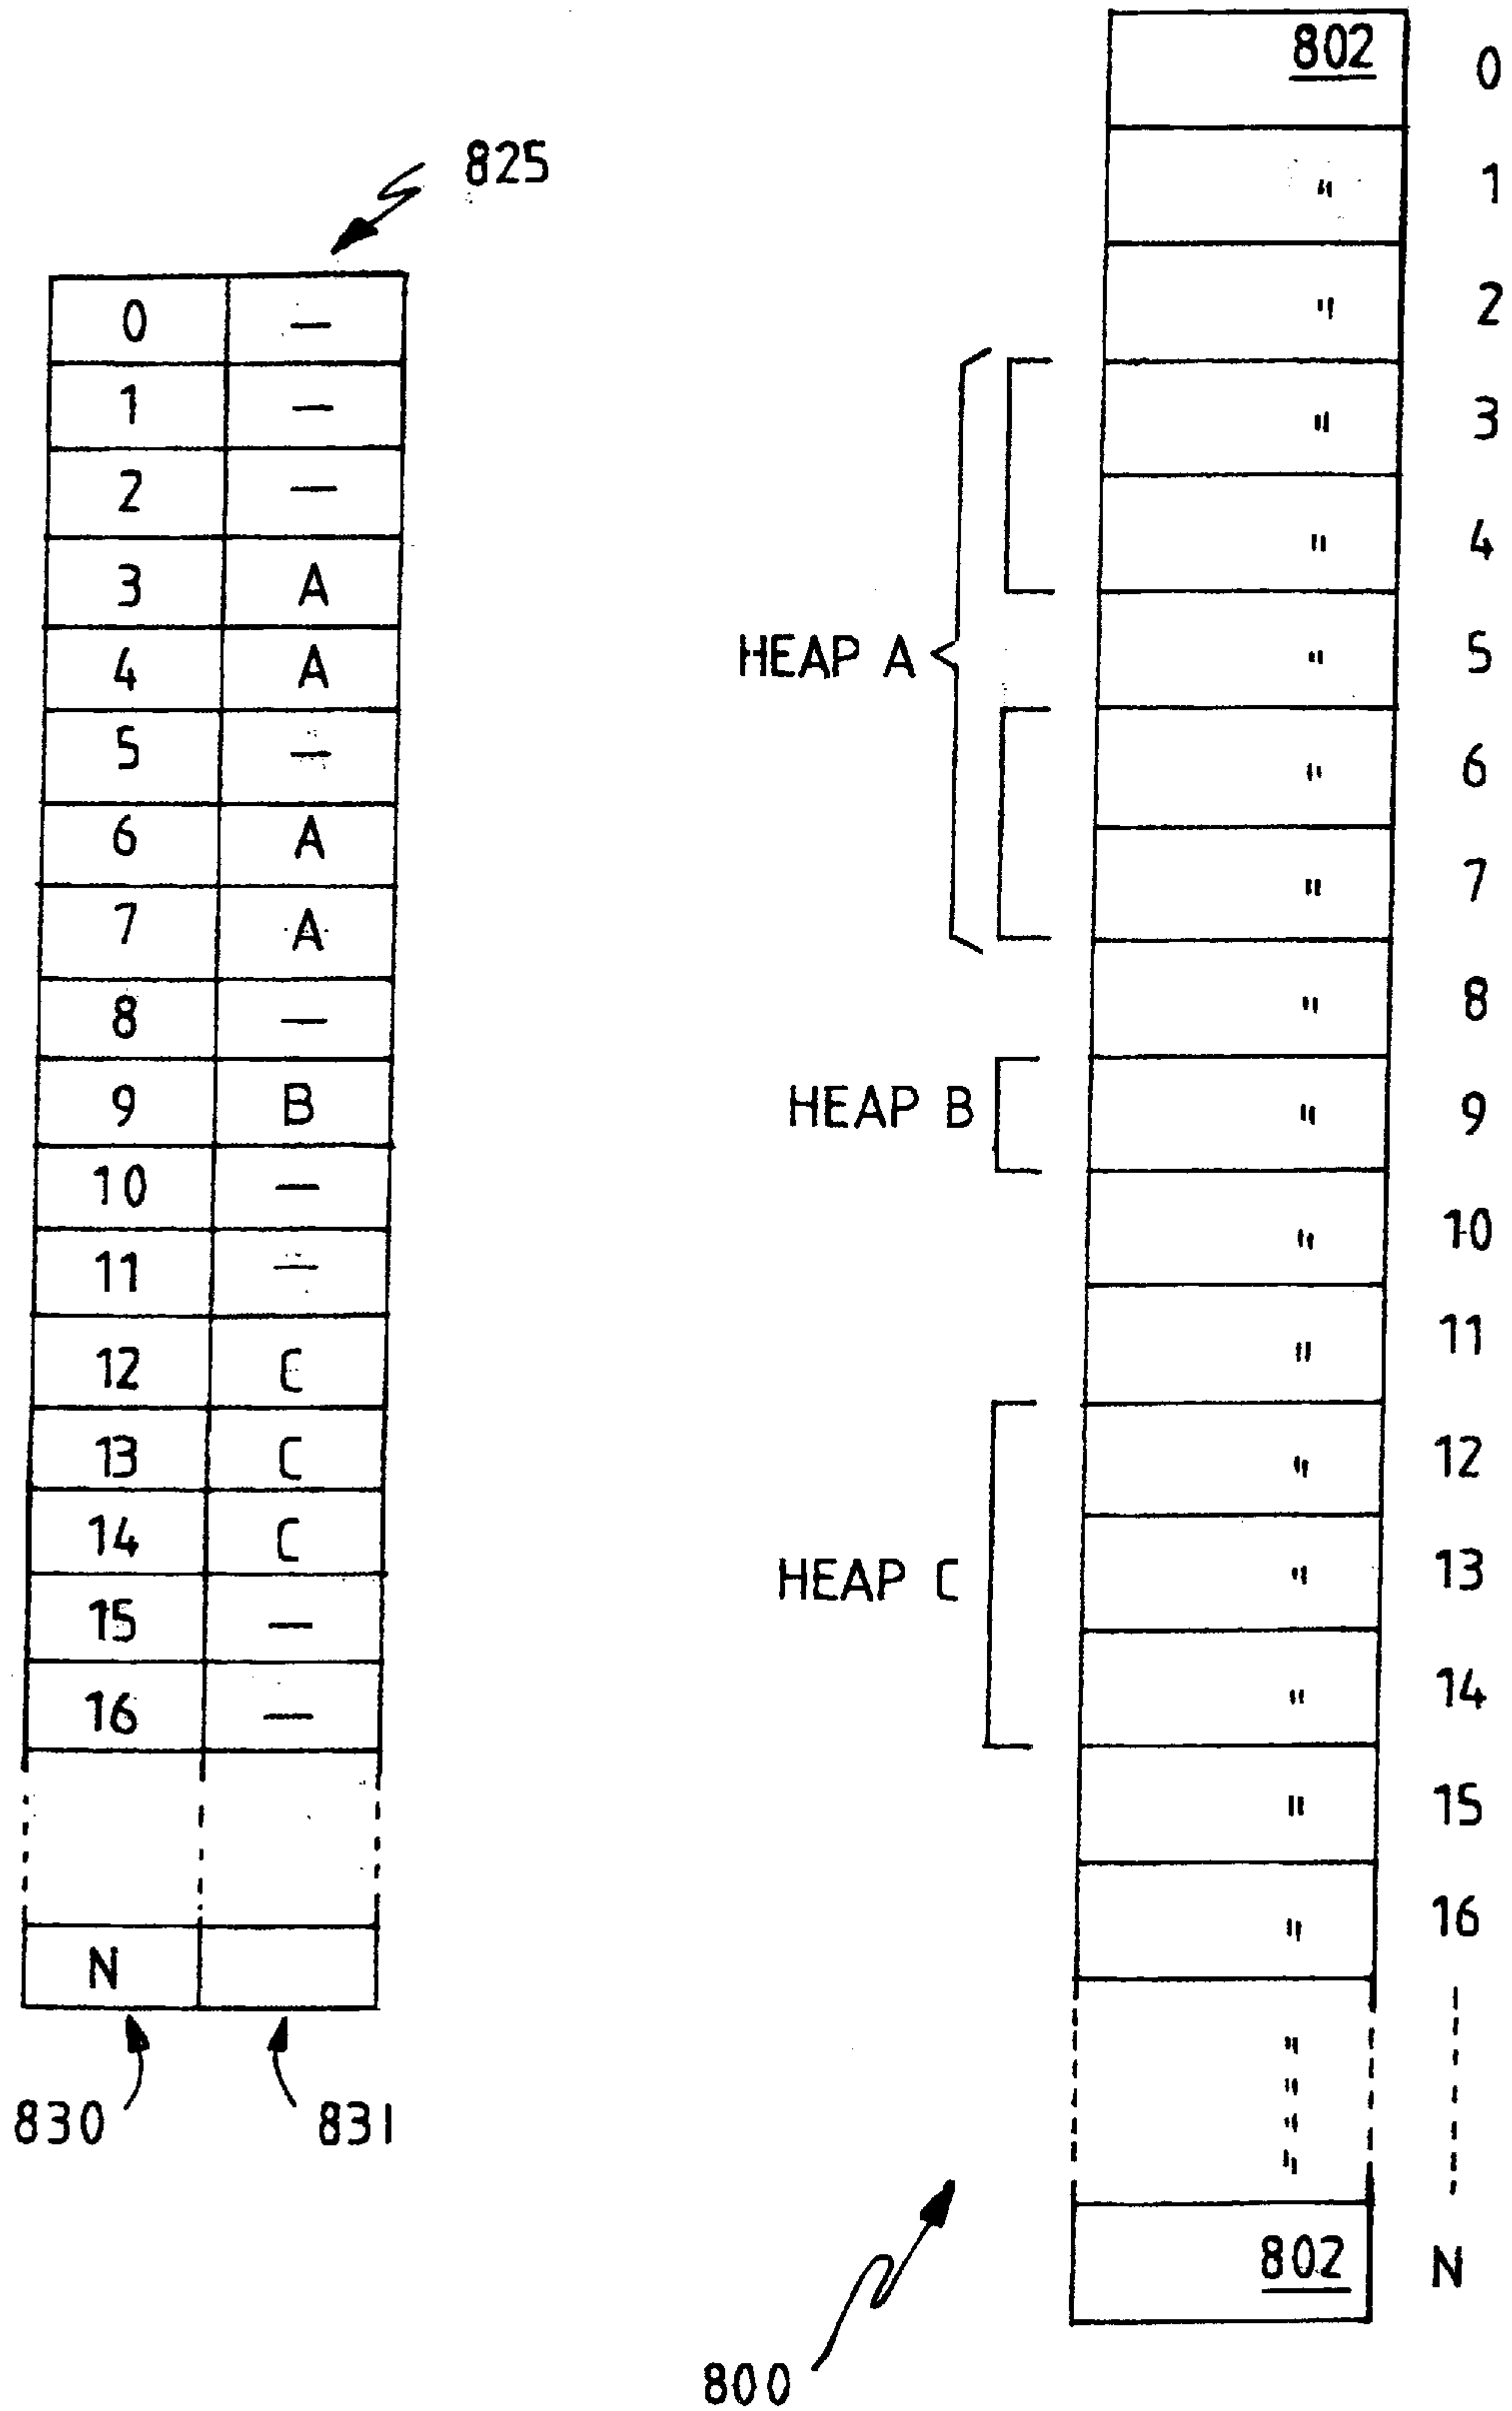 825
0 —
1 —
2 —
3 A
4 A
5 —
6 A
7 A
8 —
9 B
10 —
11 —
12 C
13 C
14 C
15 —
16 —
N
830
831
802 0
" 1
" 2
" 3
" 4
HEAP A
" 5
" 6
" 7
" 8
HEAP B
" 9
" 10
" 11
" 12
HEAP C
" 13
" 14
" 15
" 16
"
"
"
"
802 N
800